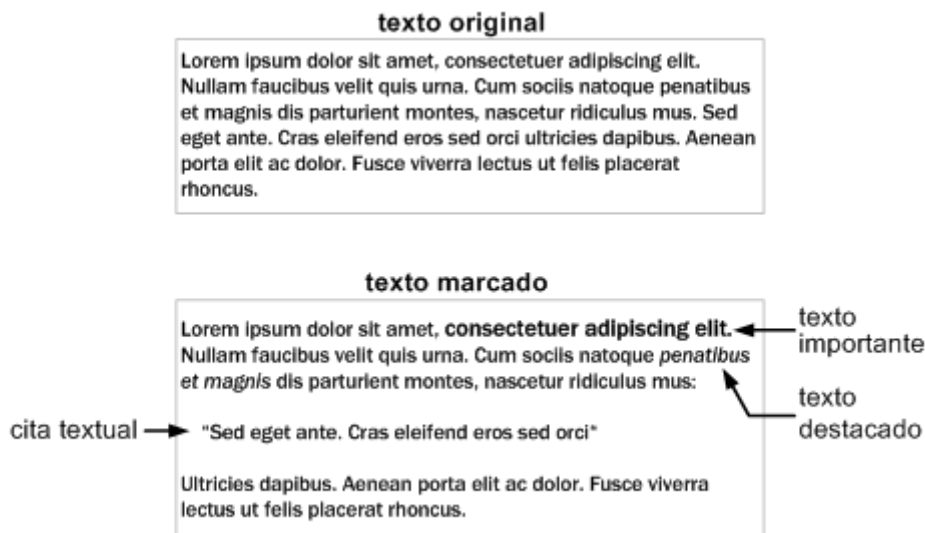 texto original
Lorem ipsum dolor sit amet, consectetuer adipiscing elit.
Nullam faucibus velit quis urna. Cum sociis natoque penatibus
et magnis dis parturient montes, nascetur ridiculus mus. Sed
eget ante. Cras eleifend eros sed orci ultricies dapibus. Aenean
porta elit ac dolor. Fusce viverra lectus ut felis placerat
rhoncus.
texto marcado
Lorem ipsum dolor sit amet, consectetuer adipiscing elit.
Nullam faucibus velit quis urna. Cum sociis natoque penatibus
et magnis dis parturient montes, nascetur ridiculus mus:
texto
importante
texto
destacado
cita textual
"Sed eget ante. Cras eleifend eros sed orci"
Ultricies dapibus. Aenean porta elit ac dolor. Fusce viverra
lectus ut felis placerat rhoncus.